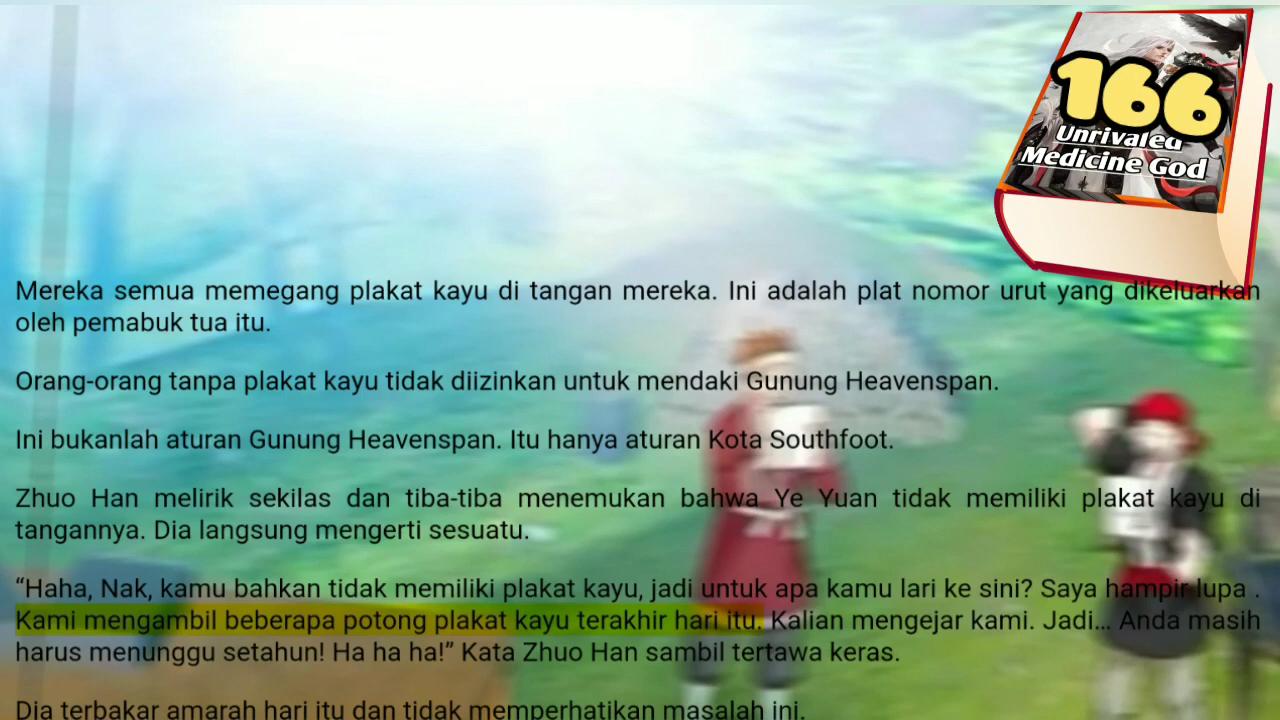 166
Unrivaled
Medicine God
Mereka semua memegang plakat kayu di tangan mereka. Ini adalah plat nomor urut yang dikeluarkan
oleh pemabuk tua itu.
Orang-orang tanpa plakat kayu tidak diizinkan untuk mendaki Gunung Heavenspan.
Ini bukanlah aturan Gunung Heavenspan. Itu hanya aturan Kota Southfoot.
Zhuo Han melirik sekilas dan tiba-tiba menemukan bahwa Ye Yuan tidak memiliki plakat kayu di
tangannya. Dia langsung mengerti sesuatu.
“Haha, Nak, kamu bahkan tidak memiliki plakat kayu, jadi untuk apa kamu lari ke sini? Saya hampir lupa .
Kami mengambil beberapa potong plakat kayu terakhir hari itu. Kalian mengejar kami. Jadi… Anda masih
harus menunggu setahun! Ha ha ha!” Kata Zhuo Han sambil tertawa keras.
Dia terbakar amarah hari itu dan tidak memperhatikan masalah ini.